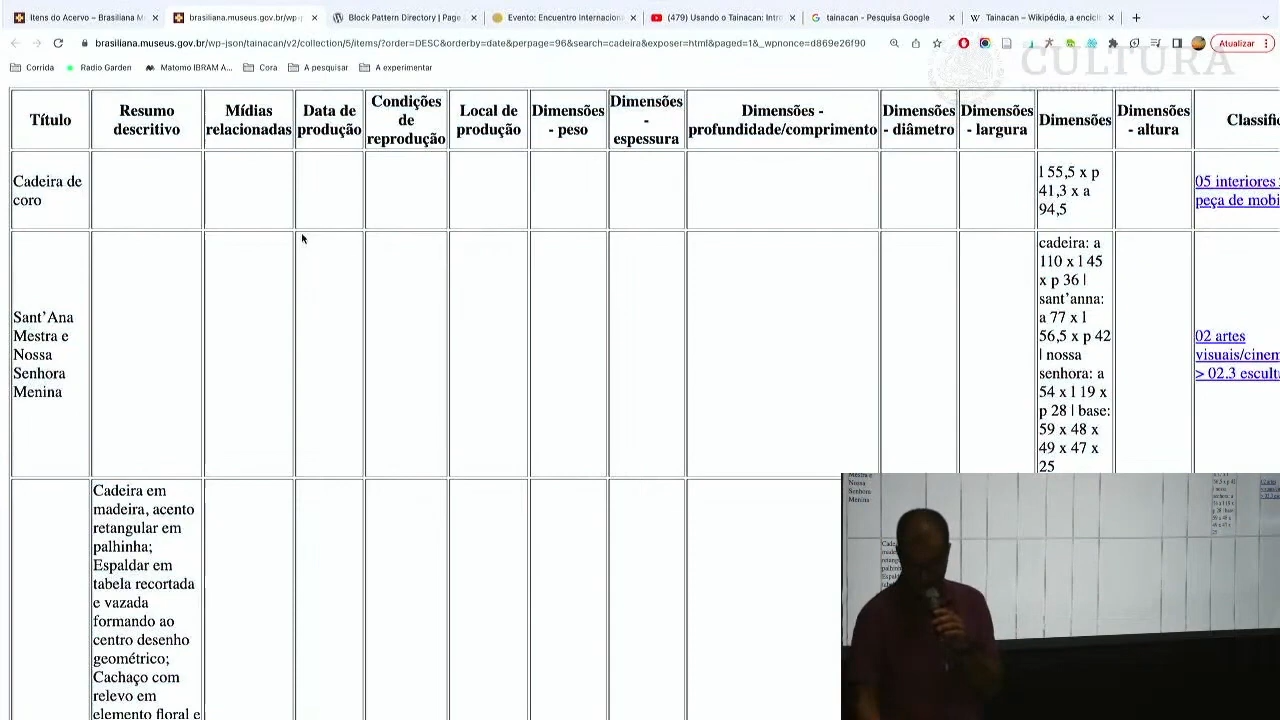 Itens do Acervo – Brasiliana M
brasiliana.museus.gov.br/wp-j
Block Pattern Directory | Page
Evento: Encuentro Internacion
(479) Usando o Tainacan: Intro
tainacan - Pesquisa Google
Tainacan – Wikipédia, a encicl
brasiliana.museus.gov.br/wp-json/tainacan/v2/collection/5/items/?order=DESC&orderby=date&perpage=96&search=cadeira&exposer=html&paged=1&_wpnonce=d869e26f90
Atualizar
Corrida
Radio Garden
Matomo IBRAM A...
Cora
A pesquisar
A experimentar
CULTURA
SECRETARÍA DE CULTURA
Título
Resumo
descritivo
Mídias
relacionadas
Data de
produção
Condições
de
reprodução
Local de
produção
Dimensões
- peso
Dimensões
-
espessura
Dimensões -
profundidade/comprimento
Dimensões
- diâmetro
Dimensões
- largura
Dimensões
Dimensões
- altura
Classific
Cadeira de
coro
l 55,5 x p
41,3 x a
94,5
05 interiores
peça de mobi
Sant'Ana
Mestra e
Nossa
Senhora
Menina
cadeira: a
110 x l 45
x p 36 |
sant'anna:
a 77 x l
56,5 x p 42
| nossa
senhora: a
54 x l 19 x
p 28 | base:
59 x 48 x
49 x 47 x
25
02 artes
visuais/cinem
> 02.3 escult
Cadeira em
madeira, acento
retangular em
palhinha;
Espaldar em
tabela recortada
e vazada
formando ao
centro desenho
geométrico;
Cachaço com
relevo em
elemento floral e
Nossa
Senhora
Menina